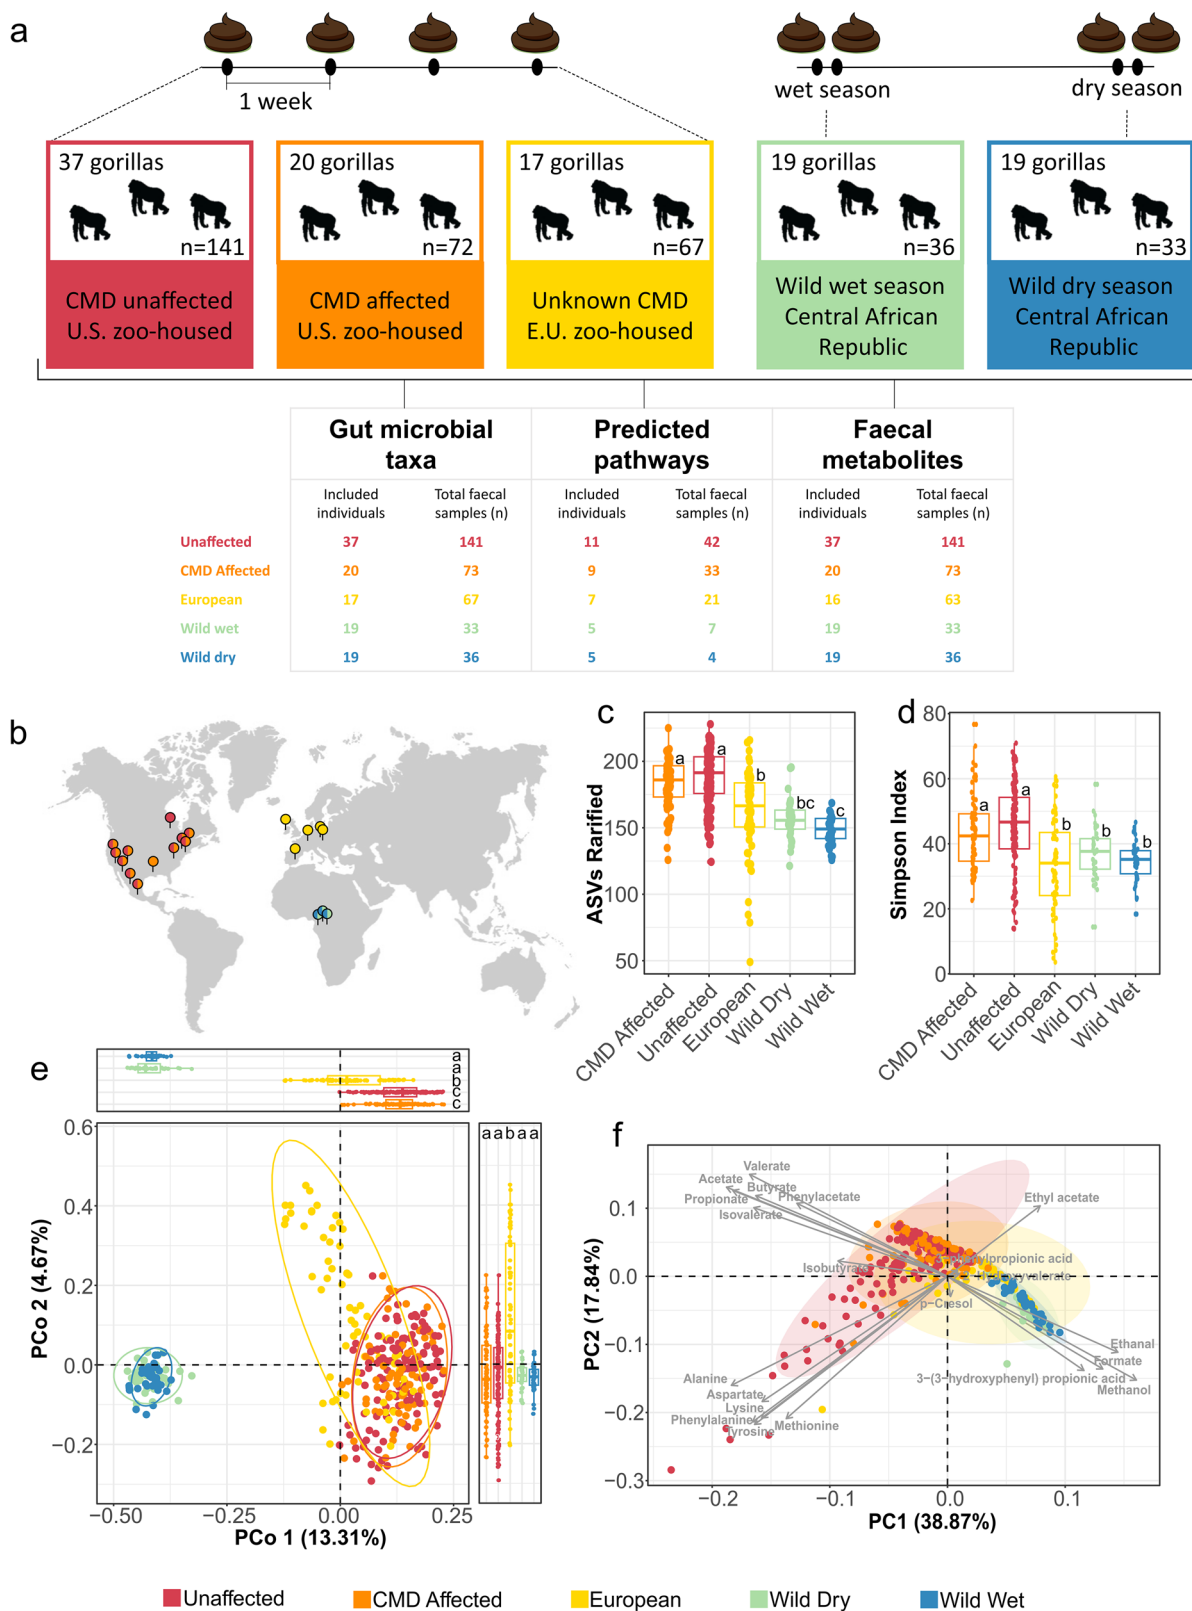 a
1 week
wet season
dry season
37 gorillas
n=141
CMD unaffected
U.S. zoo-housed
20 gorillas
n=72
CMD affected
U.S. zoo-housed
17 gorillas
n=67
Unknown CMD
E.U. zoo-housed
19 gorillas
n=36
Wild wet season
Central African
Republic
19 gorillas
n=33
Wild dry season
Central African
Republic
Gut microbial
taxa
Predicted
pathways
Faecal
metabolites
Included
individuals
Total faecal
samples (n)
Included
individuals
Total faecal
samples (n)
Included
individuals
Total faecal
samples (n)
Unaffected 37 141 11 42 37 141
CMD Affected 20 73 9 33 20 73
European 17 67 7 21 16 63
Wild wet 19 33 5 7 19 33
Wild dry 19 36 5 4 19 36
b
c
ASVs Rarified
200
150
100
50
a
a
b
bc
c
CMD Affected
Unaffected
European
Wild Dry
Wild Wet
d
Simpson Index
80
60
40
20
0
a
a
b
b
b
CMD Affected
Unaffected
European
Wild Dry
Wild Wet
e
a
a
b
c
c
a a b a a
PCo 2 (4.67%)
0.6
0.4
0.2
0.0
−0.2
−0.50
−0.25
0.00
0.25
PCo 1 (13.31%)
f
PC2 (17.84%)
0.1
0.0
−0.1
−0.2
−0.3
Valerate
Acetate
Butyrate
Propionate
Phenylacetate
Isovalerate
Ethyl acetate
Isobutyrate
p−Cresol
Ethanal
Formate
3−(3−hydroxyphenyl) propionic acid
Methanol
Alanine
Aspartate
Lysine
Phenylalanine
Methionine
Tyrosine
−0.2
−0.1
0.0
0.1
PC1 (38.87%)
Unaffected
CMD Affected
European
Wild Dry
Wild Wet